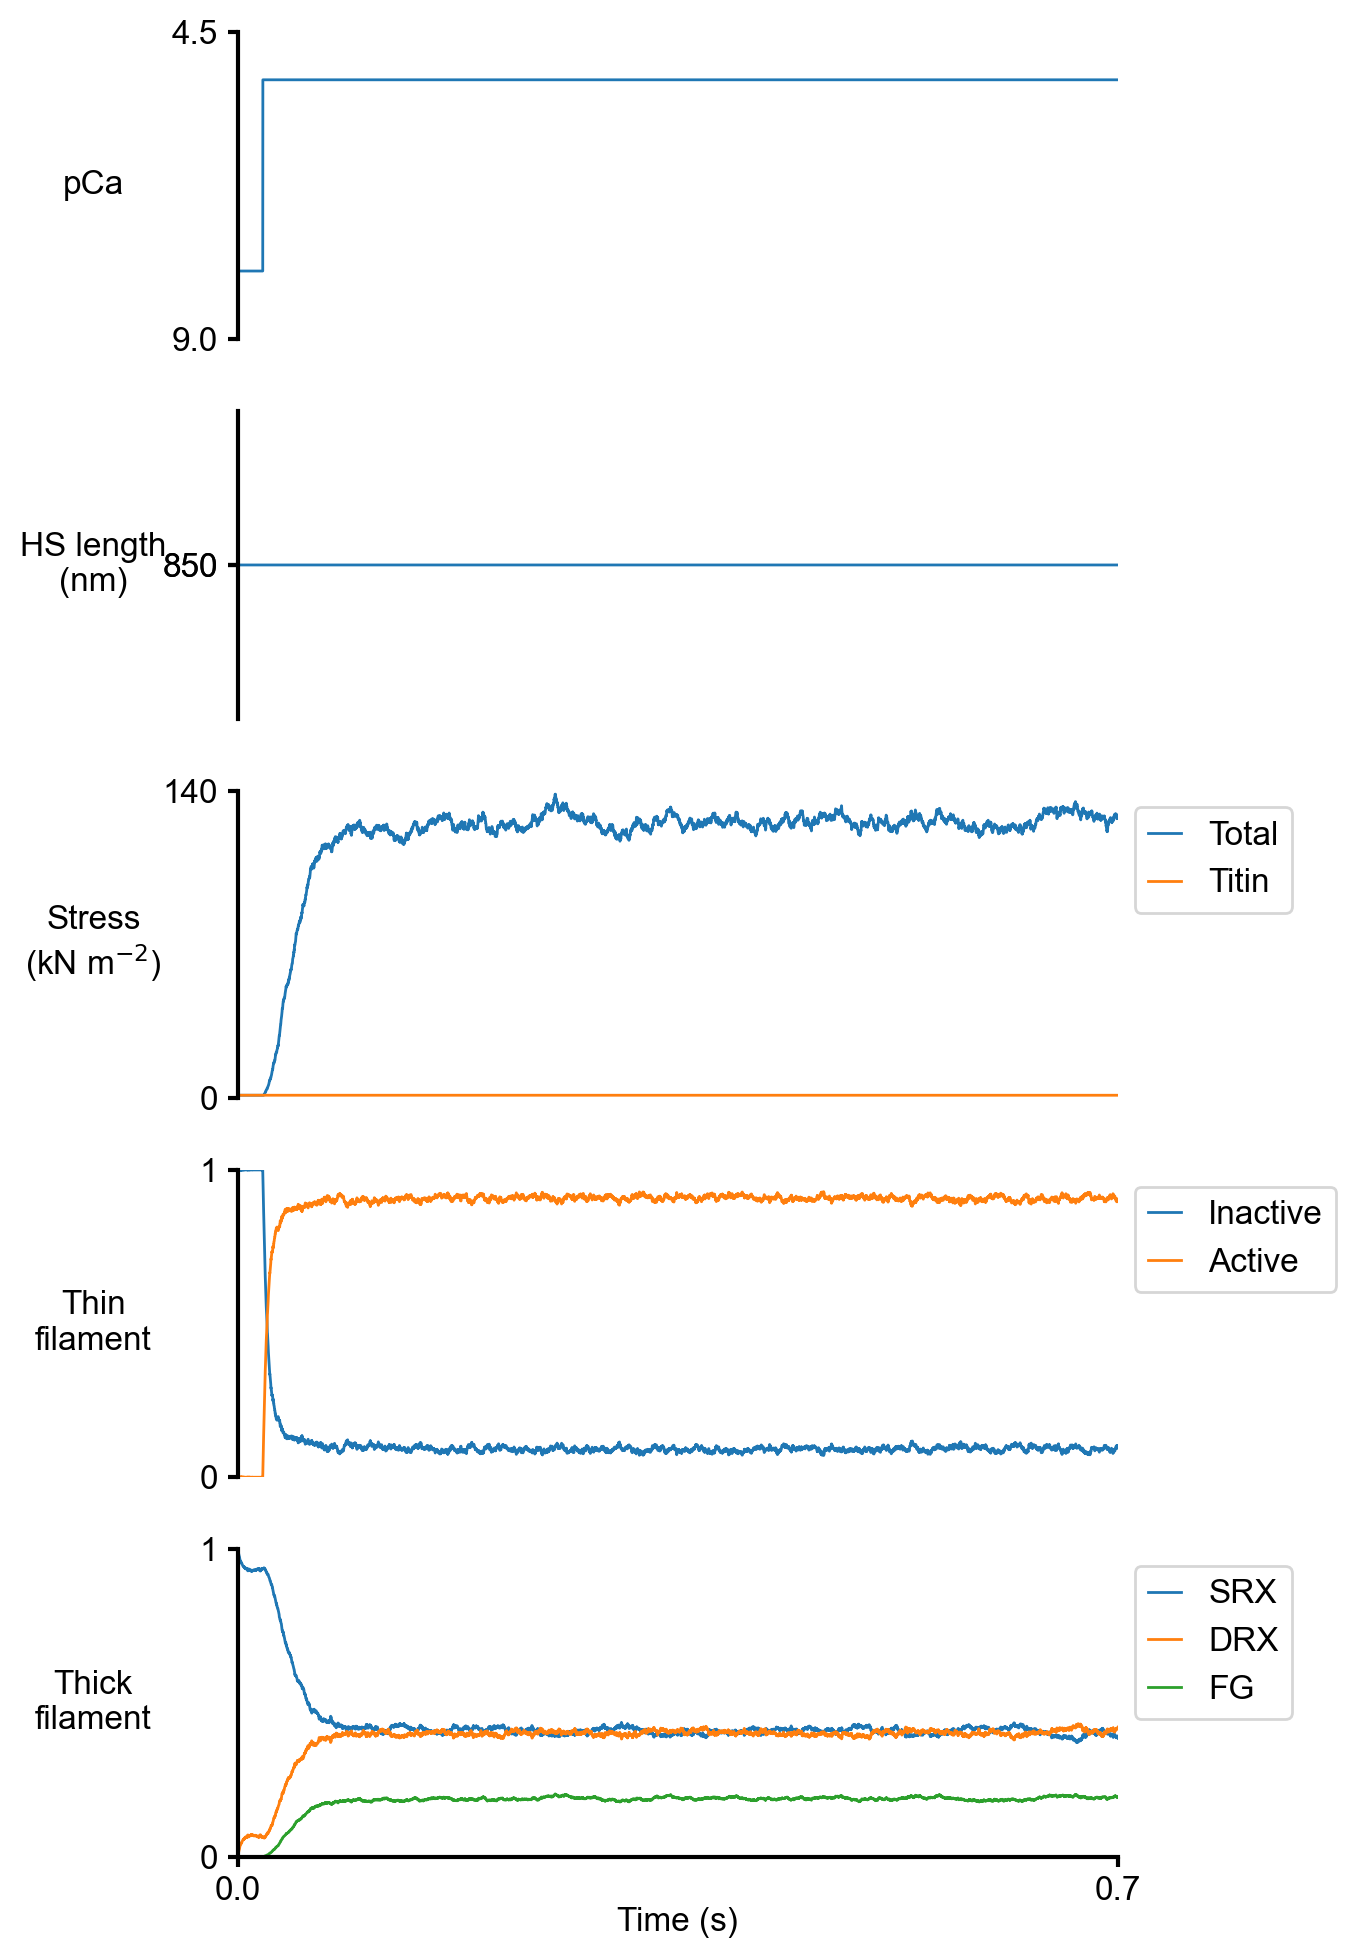 4.5
pCa
9.0
HS length
(nm)
850
140
Stress
(kN m⁻²)
0
Total
Titin
1
Thin
filament
0
Inactive
Active
1
Thick
filament
0
SRX
DRX
FG
0.0
0.7
Time (s)